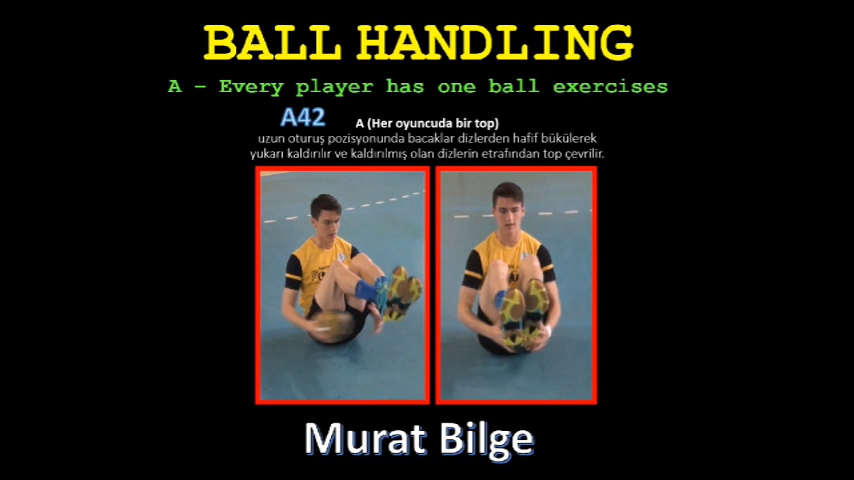 BALL HANDLING
A - Every player has one ball exercises
A42 A (Her oyuncuda bir top)
uzun oturuş pozisyonunda bacaklar dizlerden hafif bükülerek
yukarı kaldırılır ve kaldırılmış olan dizlerin etrafından top çevrilir.
Murat Bilge